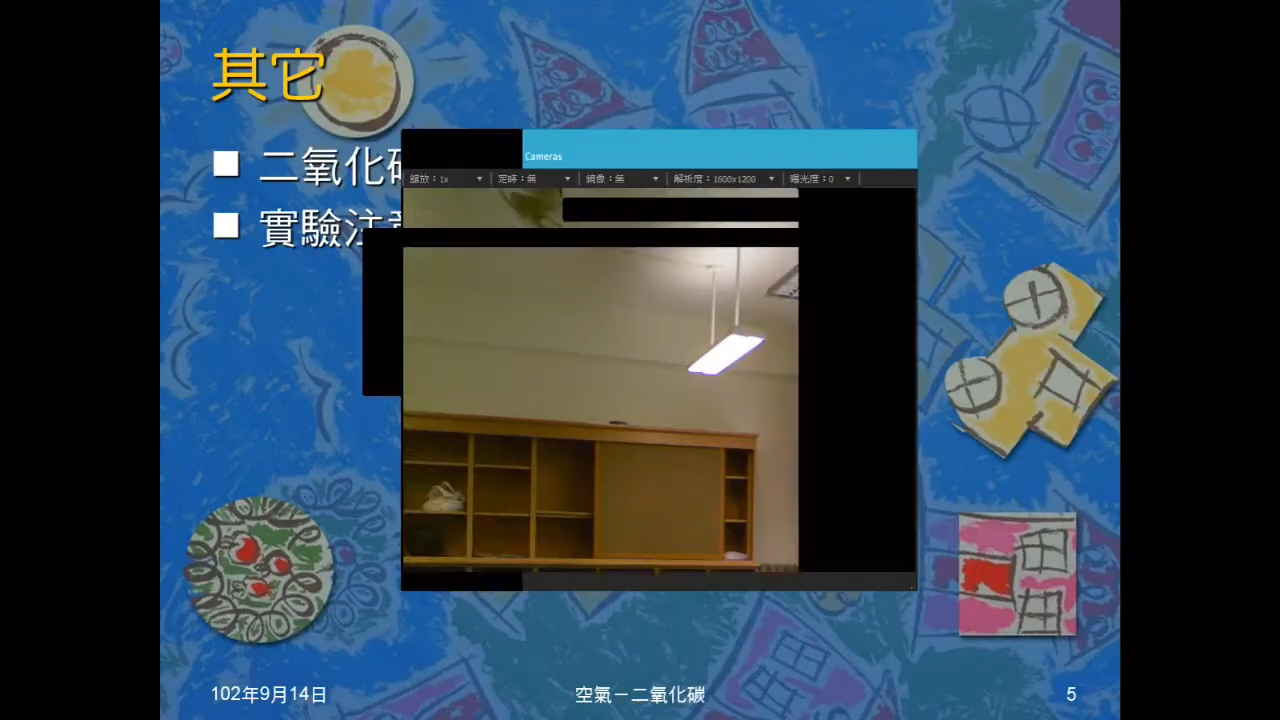 其它
二氧化
實驗注
Cameras
縮放：1x 定時：無 鏡像：無 解析度：1600x1200 曝光度：0
102年9月14日
空氣－二氧化碳
5